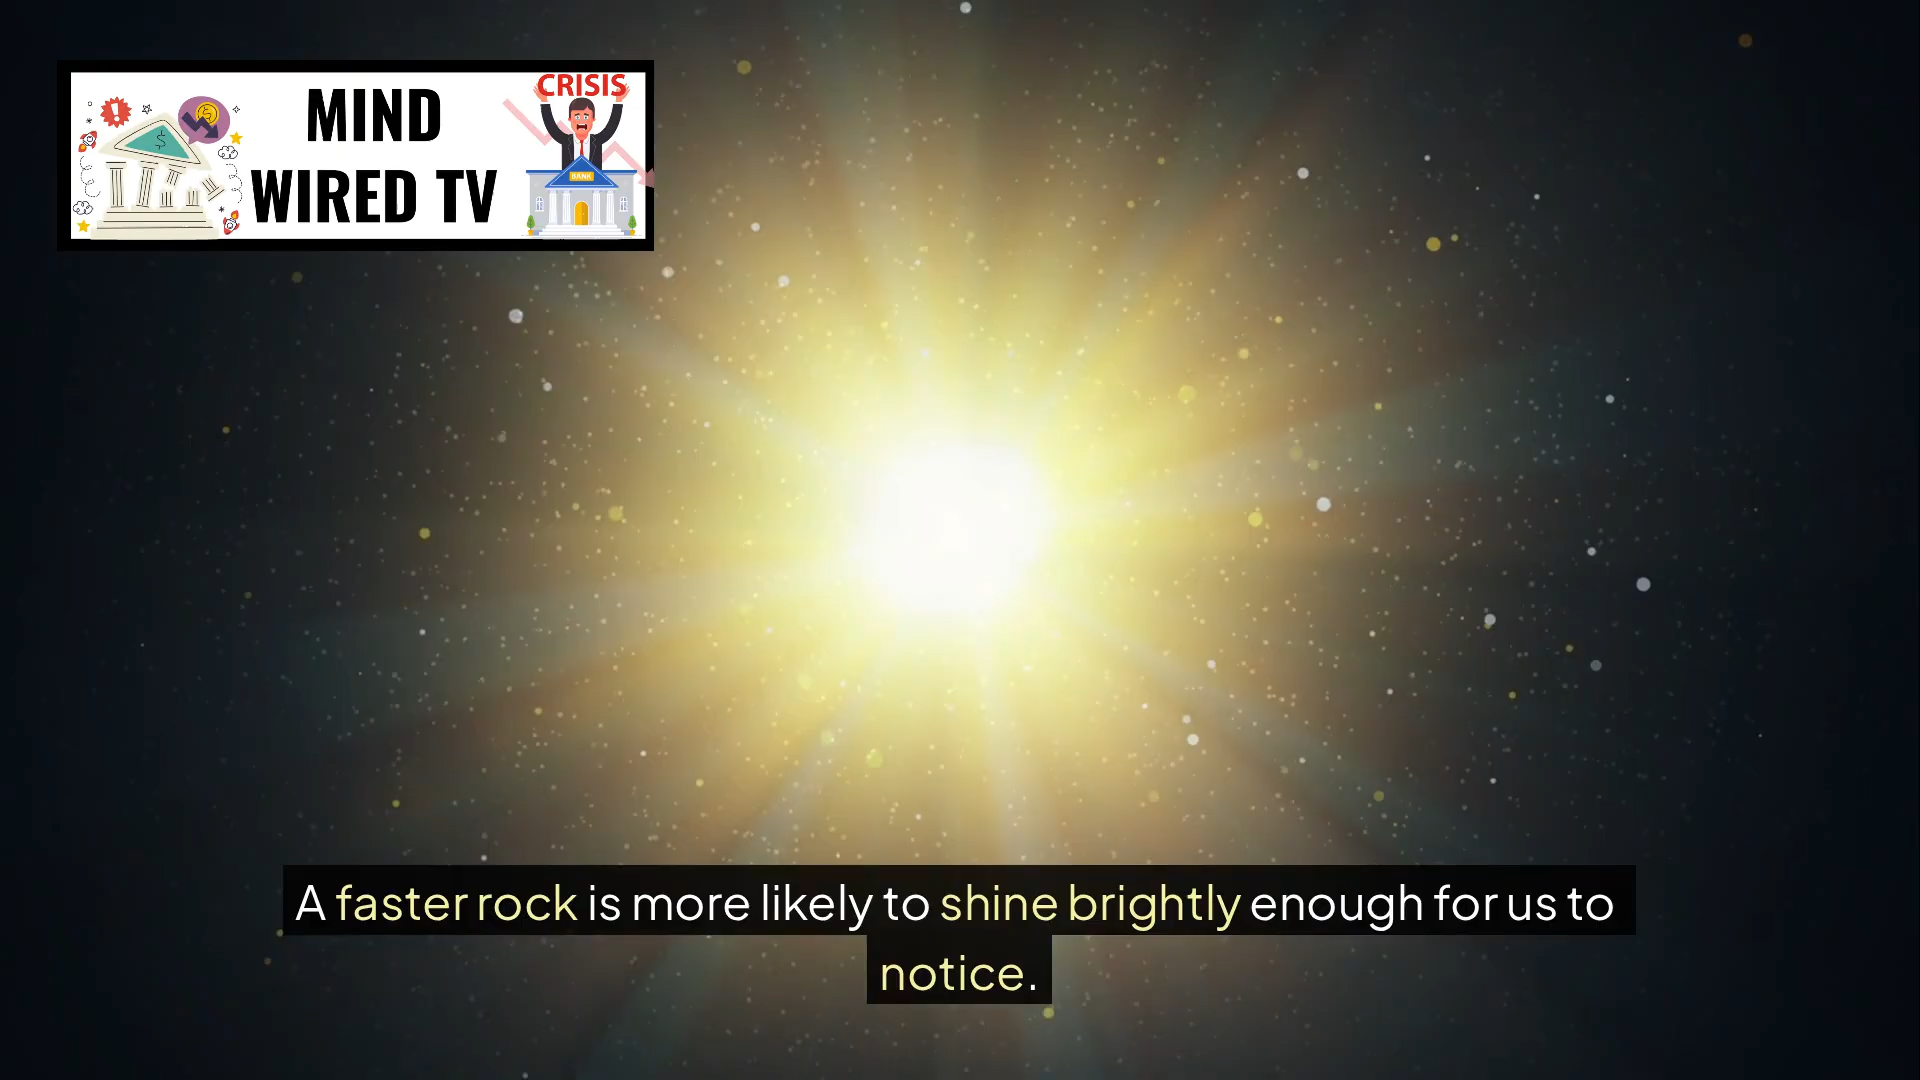 CRISIS
MIND
WIRED TV
BANK
A faster rock is more likely to shine brightly enough for us to
notice.